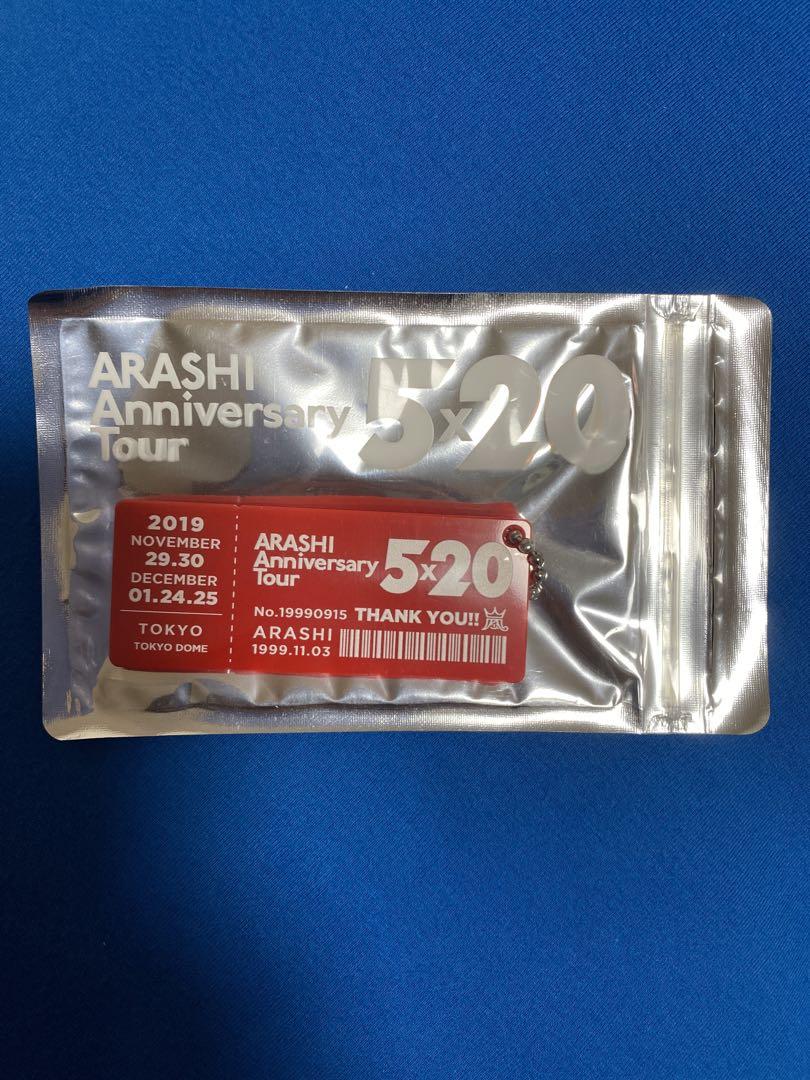 ARASHI
Anniversary
Tour
5x20
2019
NOVEMBER
29.30
DECEMBER
01.24.25
TOKYO
TOKYO DOME
ARASHI
Anniversary
Tour
5x20
No.19990915 THANK YOU!! 嵐
ARASHI
1999.11.03